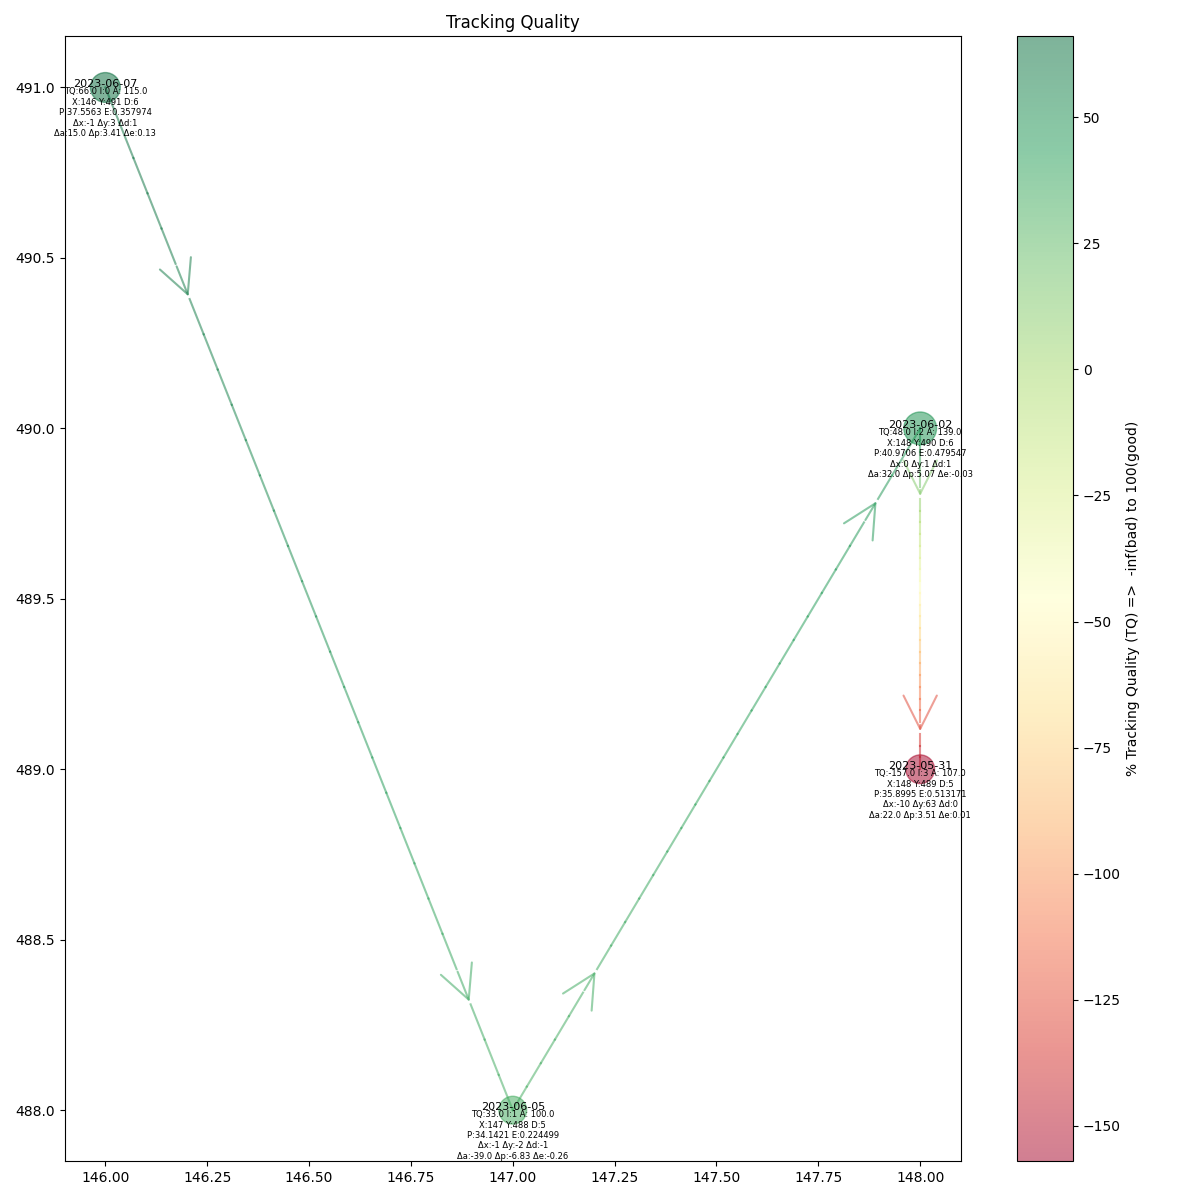 Tracking Quality
491.0
490.5
490.0
489.5
489.0
488.5
488.0
146.00 146.25 146.50 146.75 147.00 147.25 147.50 147.75 148.00
2023-06-07
TQ:66.0 I:0 A: 115.0
X:146 Y:491 D:6
P:37.5563 E:0.357974
Δx:-1 Δy:3 Δd:1
Δa:15.0 Δp:3.41 Δe:0.13
2023-06-02
TQ:48.0 I:2 A: 139.0
X:148 Y:490 D:6
P:40.9706 E:0.479547
Δx:0 Δy:1 Δd:1
Δa:32.0 Δp:5.07 Δe:-0.03
2023-05-31
TQ:-157.0 I:3 A: 107.0
X:148 Y:489 D:5
P:35.8995 E:0.513171
Δx:-10 Δy:63 Δd:0
Δa:22.0 Δp:3.51 Δe:0.01
2023-06-05
TQ:33.0 I:1 A: 100.0
X:147 Y:488 D:5
P:34.1421 E:0.224499
Δx:-1 Δy:-2 Δd:-1
Δa:-39.0 Δp:-6.83 Δe:-0.26
50
25
0
−25
−50
−75
−100
−125
−150
% Tracking Quality (TQ) => -inf(bad) to 100(good)